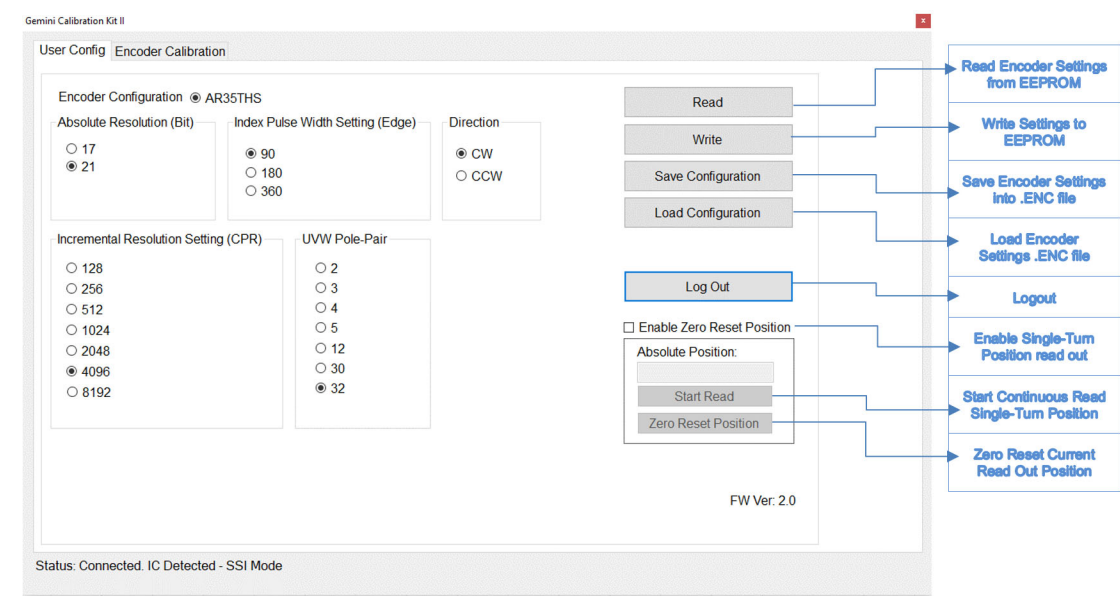 Gemini Calibration Kit II
x
User Config
Encoder Calibration
Encoder Configuration
AR35THS
Absolute Resolution (Bit)
17
21
Index Pulse Width Setting (Edge)
90
180
360
Direction
CW
CCW
Incremental Resolution Setting (CPR)
128
256
512
1024
2048
4096
8192
UVW Pole-Pair
2
3
4
5
12
30
32
Read
Write
Save Configuration
Load Configuration
Log Out
Enable Zero Reset Position
Absolute Position:
Start Read
Zero Reset Position
FW Ver: 2.0
Status: Connected. IC Detected - SSI Mode
Read Encoder Settings
from EEPROM
Write Settings to
EEPROM
Save Encoder Settings
into .ENC file
Load Encoder
Settings .ENC file
Logout
Enable Single-Turn
Position read out
Start Continuous Read
Single-Turn Position
Zero Reset Current
Read Out Position